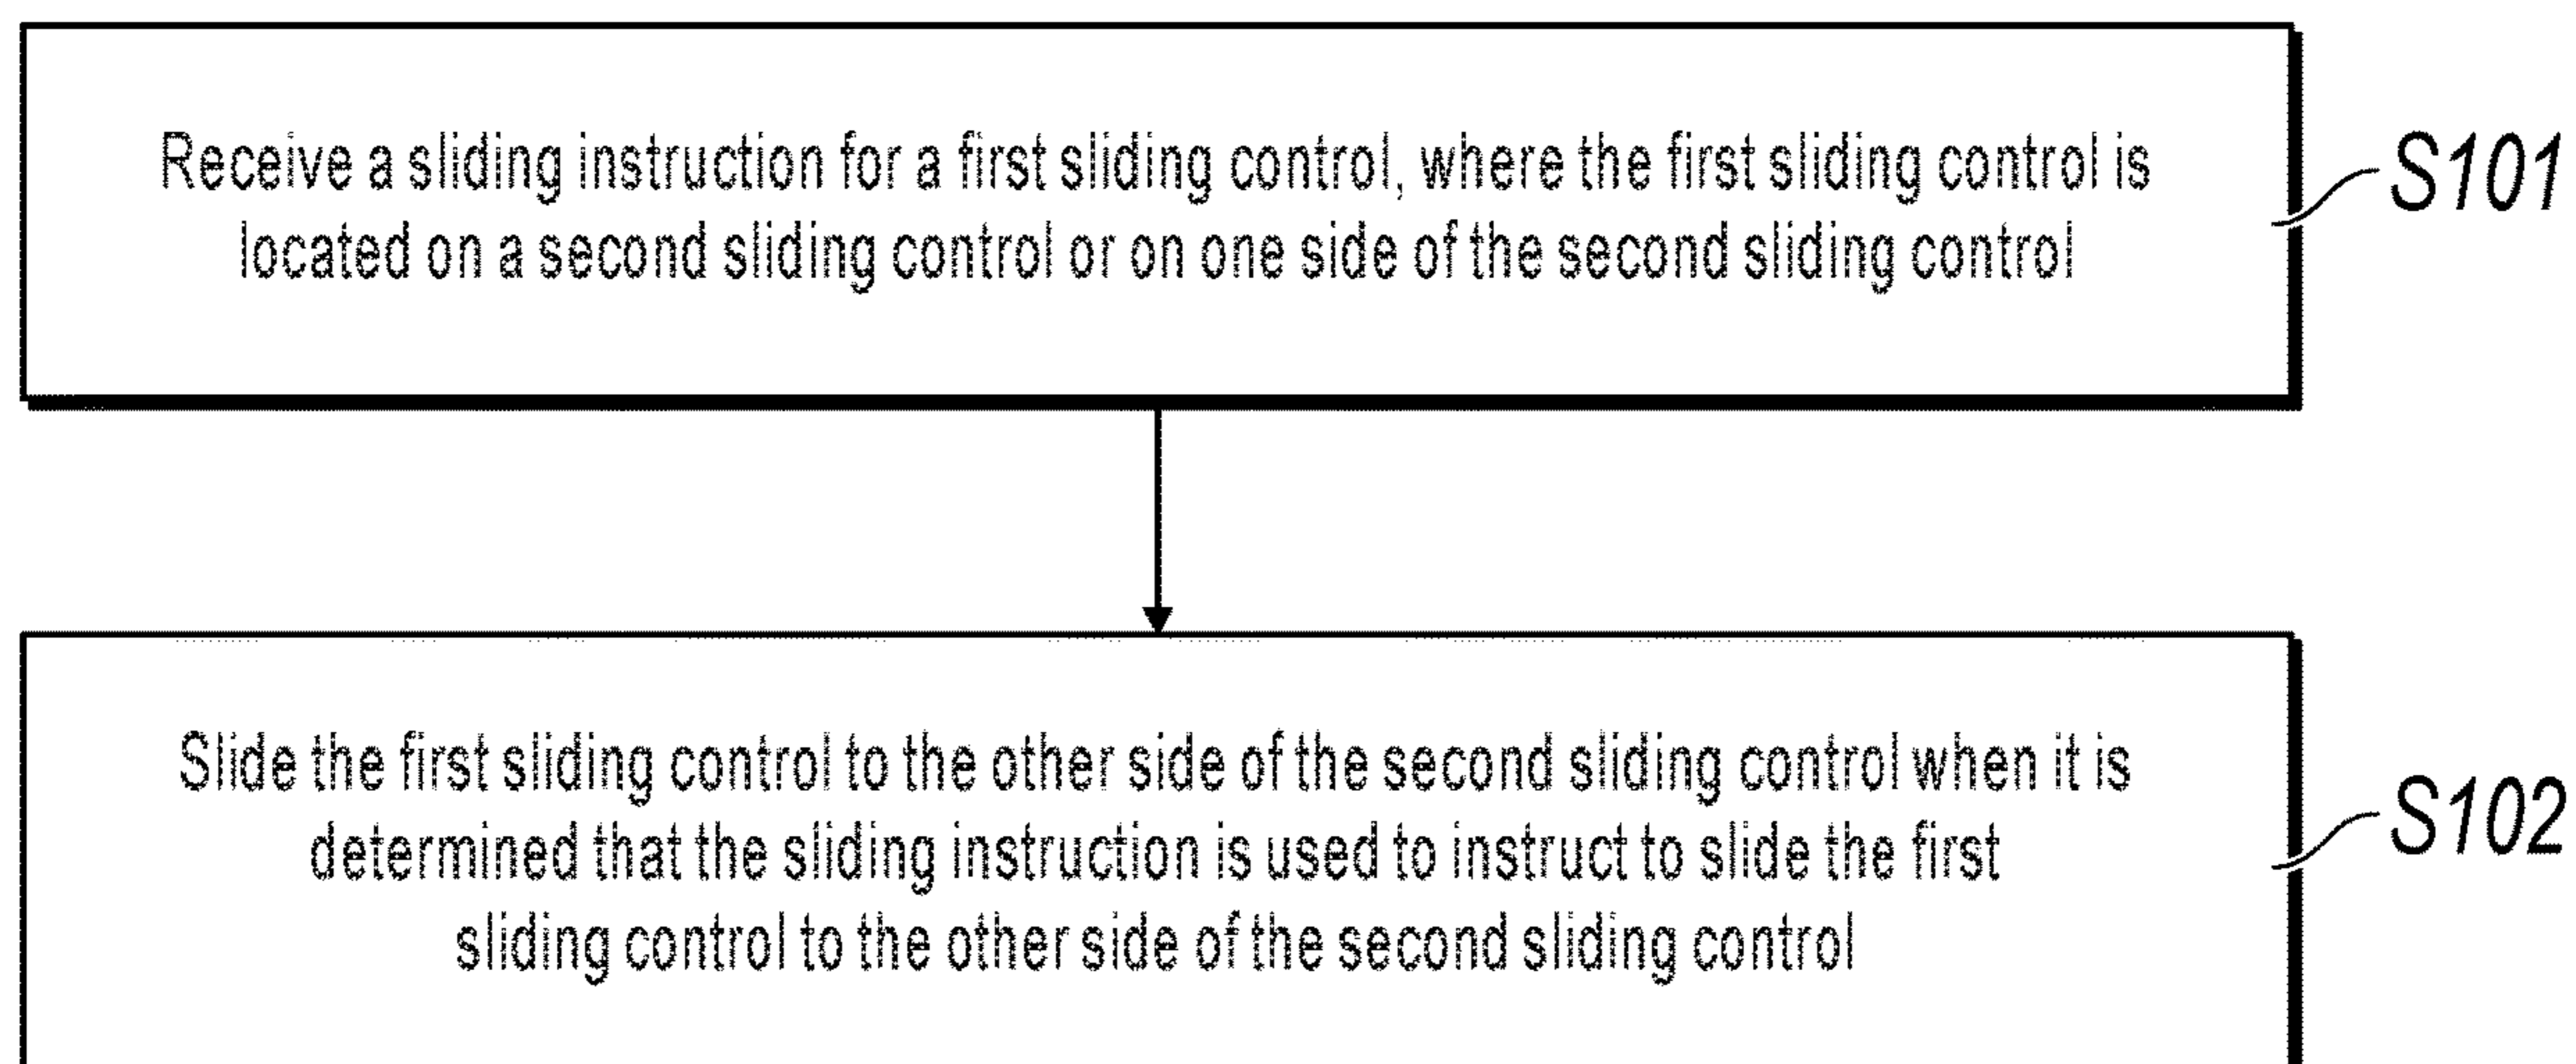 Receive a sliding instruction for a first sliding control, where the first sliding control is
located on a second sliding control or on one side of the second sliding control
S101
Slide the first sliding control to the other side of the second sliding control when it is
determined that the sliding instruction is used to instruct to slide the first
sliding control to the other side of the second sliding control
S102